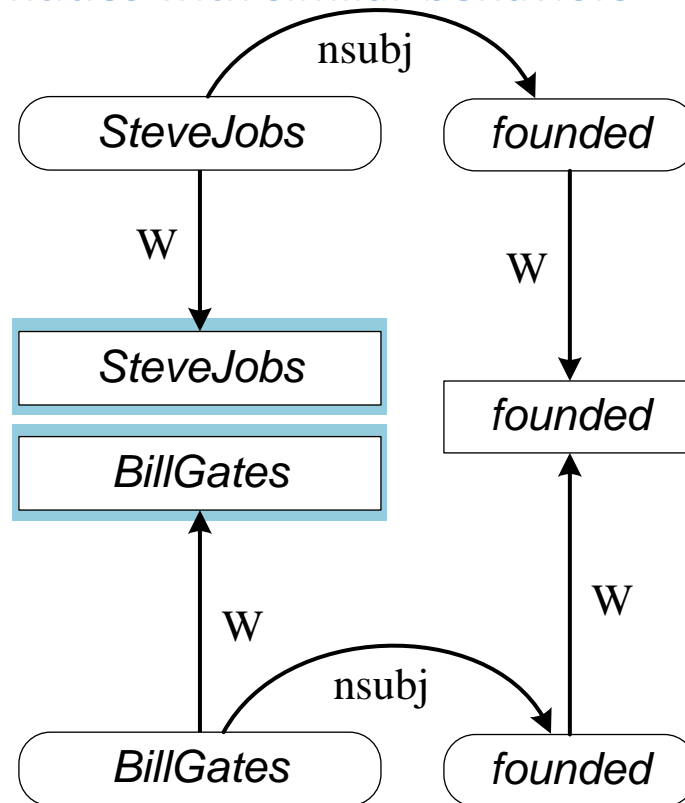 nsubj
SteveJobs founded
W W
SteveJobs
founded
BillGates
W W
nsubj
BillGates founded